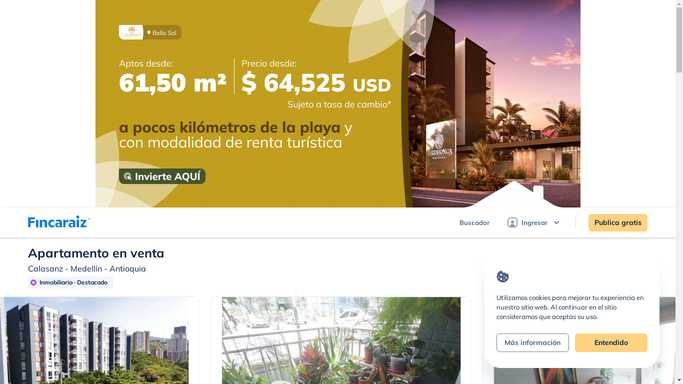 Bello Sol
Aptos desde:
61,50 m²
Precio desde:
$ 64,525 USD
Sujeto a tasa de cambio*
a pocos kilómetros de la playa y
con modalidad de renta turística
Invierte AQUÍ
Fincaraiz
Buscador
Ingresar
Publica gratis
Apartamento en venta
Calasanz - Medellín - Antioquia
Inmobiliaria · Destacado
Utilizamos cookies para mejorar tu experiencia en
nuestro sitio web. Al continuar en el sitio
consideramos que aceptas su uso.
Más información
Entendido